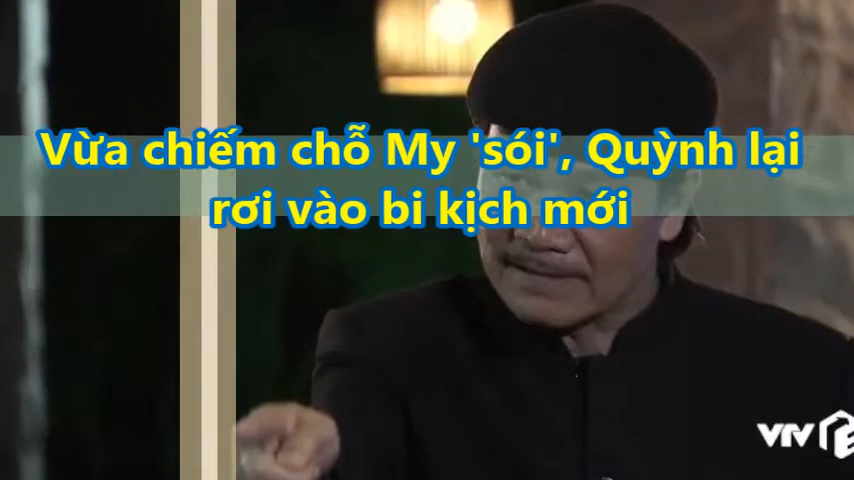 Vừa chiếm chỗ My 'sói', Quỳnh lại
rơi vào bi kịch mới
VTV